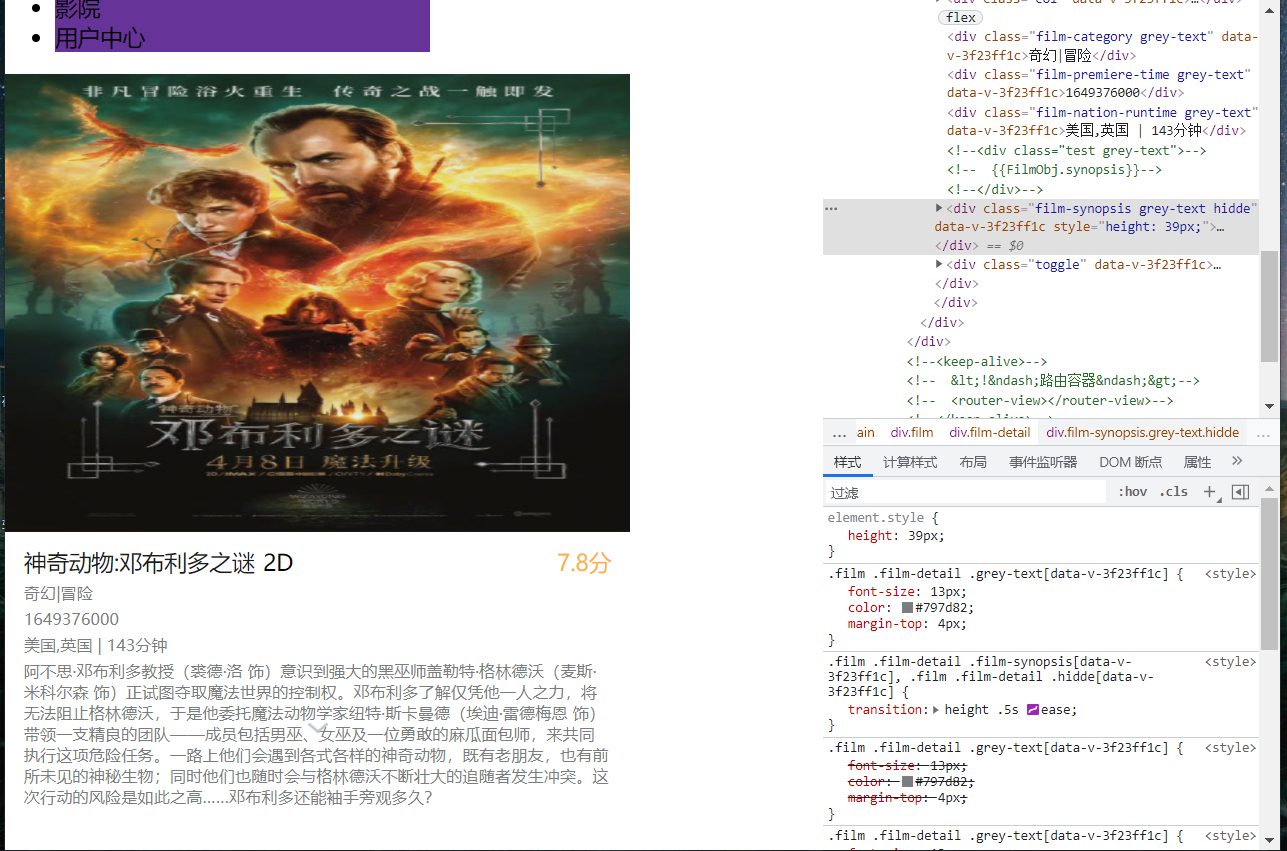 影院
用户中心
非凡冒险浴火重生 传奇之战一触即发
神奇动物
邓布利多之谜
4月8日 魔法升级
神奇动物:邓布利多之谜 2D
7.8分
奇幻|冒险
1649376000
美国,英国 | 143分钟
阿不思·邓布利多教授（裘德·洛 饰）意识到强大的黑巫师盖勒特·格林德沃（麦斯·
米科尔森 饰）正试图夺取魔法世界的控制权。邓布利多了解仅凭他一人之力，将
无法阻止格林德沃，于是他委托魔法动物学家纽特·斯卡曼德（埃迪·雷德梅恩 饰）
带领一支精良的团队——成员包括男巫、女巫及一位勇敢的麻瓜面包师，来共同
执行这项危险任务。一路上他们会遇到各式各样的神奇动物，既有老朋友，也有前
所未见的神秘生物；同时他们也随时会与格林德沃不断壮大的追随者发生冲突。这
次行动的风险是如此之高……邓布利多还能袖手旁观多久？
flex
<div class="film-category grey-text" data-
v-3f23ff1c>奇幻|冒险</div>
<div class="film-premiere-time grey-text"
data-v-3f23ff1c>1649376000</div>
<div class="film-nation-runtime grey-text"
data-v-3f23ff1c>美国,英国 | 143分钟</div>
<!--<div class="test grey-text">-->
<!-- {{FilmObj.synopsis}}-->
<!--</div>-->
<div class="film-synopsis grey-text hidde"
data-v-3f23ff1c style="height: 39px;">…
</div> == $0
<div class="toggle" data-v-3f23ff1c>…
</div>
</div>
</div>
</div>
<!--<keep-alive>-->
<!-- &lt;!&ndash;路由容器&ndash;&gt;-->
<!-- <router-view></router-view>-->
... ain div.film div.film-detail div.film-synopsis.grey-text.hidde ...
样式 计算样式 布局 事件监听器 DOM 断点 属性 »
过滤 :hov .cls +
element.style {
height: 39px;
}
.film .film-detail .grey-text[data-v-3f23ff1c] { <style>
font-size: 13px;
color: #797d82;
margin-top: 4px;
}
.film .film-detail .film-synopsis[data-v- <style>
3f23ff1c], .film .film-detail .hidde[data-v-
3f23ff1c] {
transition: height .5s ease;
}
.film .film-detail .grey-text[data-v-3f23ff1c] { <style>
font-size: 13px;
color: #797d82;
margin-top: 4px;
}
.film .film-detail .grey-text[data-v-3f23ff1c] { <style>